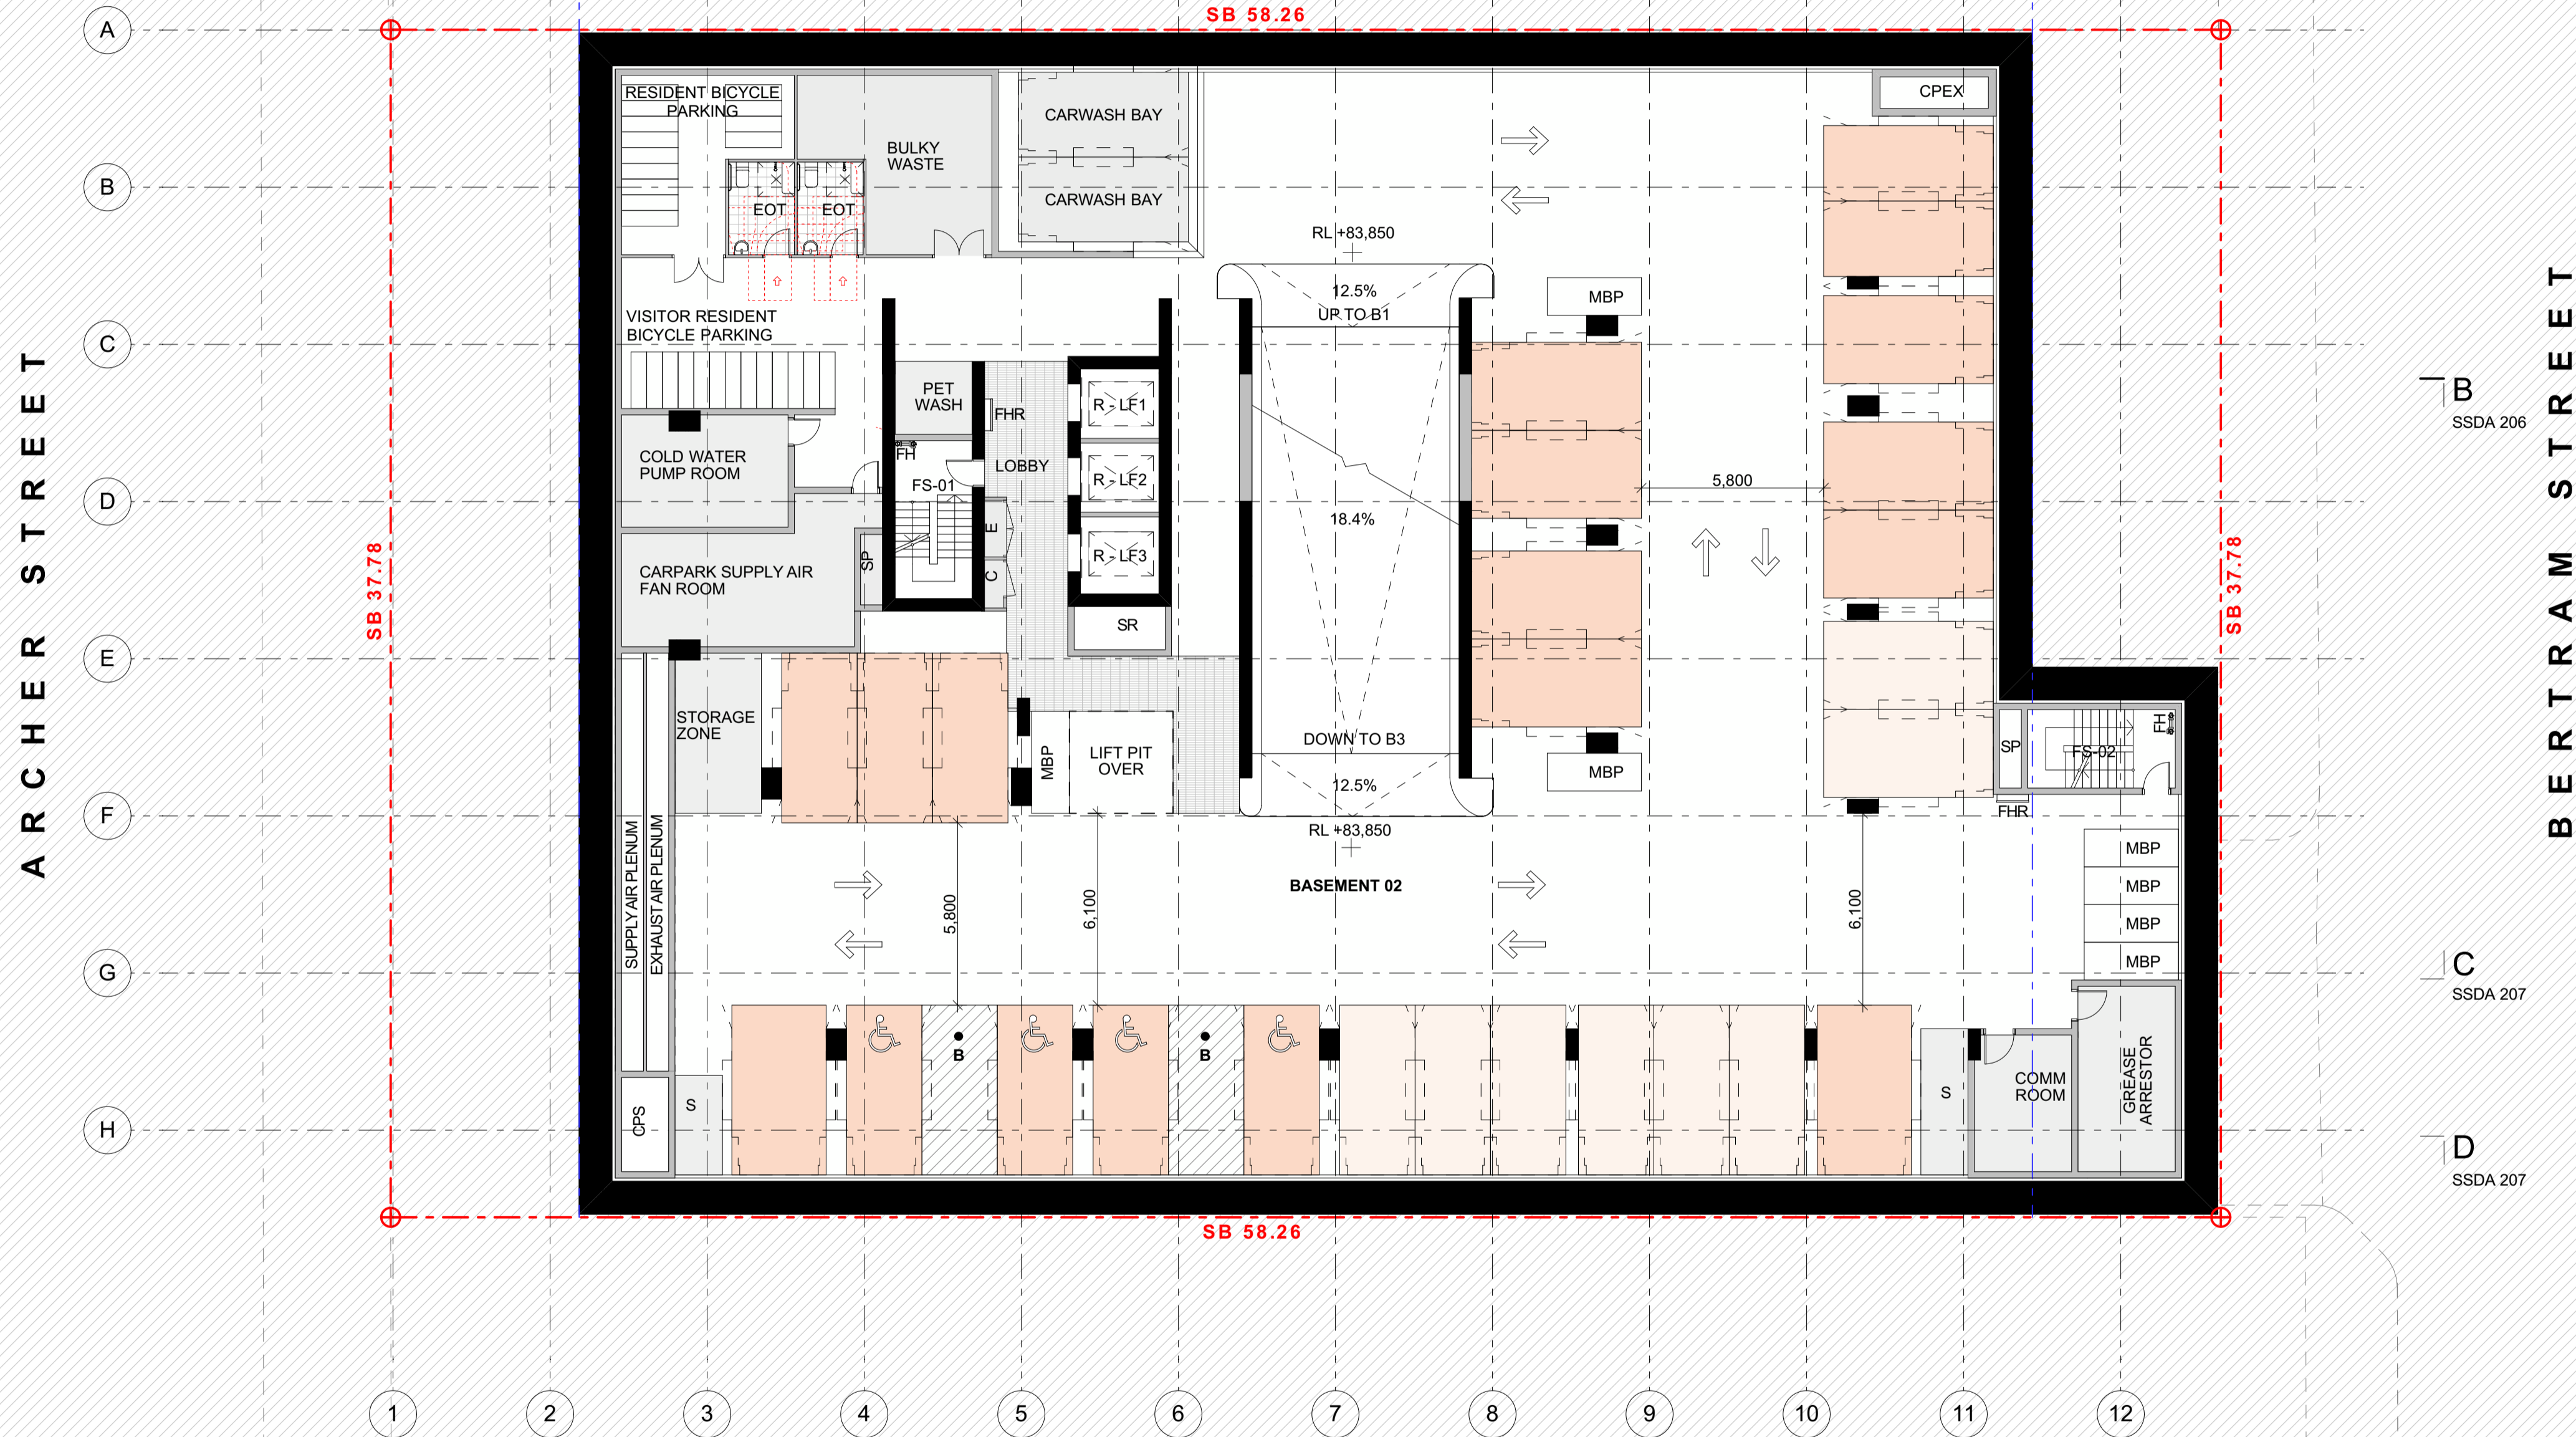 SB 58.26
A
RESIDENT BICYCLE
PARKING
CARWASH BAY
CPEX
BULKY
WASTE
B
EOT
EOT
CARWASH BAY
RL +83,850
12.5%
UP TO B1
MBP
VISITOR RESIDENT
BICYCLE PARKING
C
PET
WASH
FHR
R - LF1
B
SSDA 206
FH
COLD WATER
PUMP ROOM
LOBBY
R - LF2
5,800
D
FS-01
E
18.4%
SP
R - LF3
C
CARPARK SUPPLY AIR
FAN ROOM
SB 37.78
SB 37.78
ARCHER STREET
BERTRAM STREET
SR
E
STORAGE
ZONE
MBP
LIFT PIT
OVER
DOWN TO B3
12.5%
MBP
SP
FS-02
FH
FHR
F
RL +83,850
SUPPLY AIR PLENUM
EXHAUST AIR PLENUM
5,800
6,100
BASEMENT 02
6,100
MBP
MBP
MBP
MBP
G
C
SSDA 207
B
B
CPS
S
S
COMM
ROOM
GREASE
ARRESTOR
H
D
SSDA 207
SB 58.26
1
2
3
4
5
6
7
8
9
10
11
12